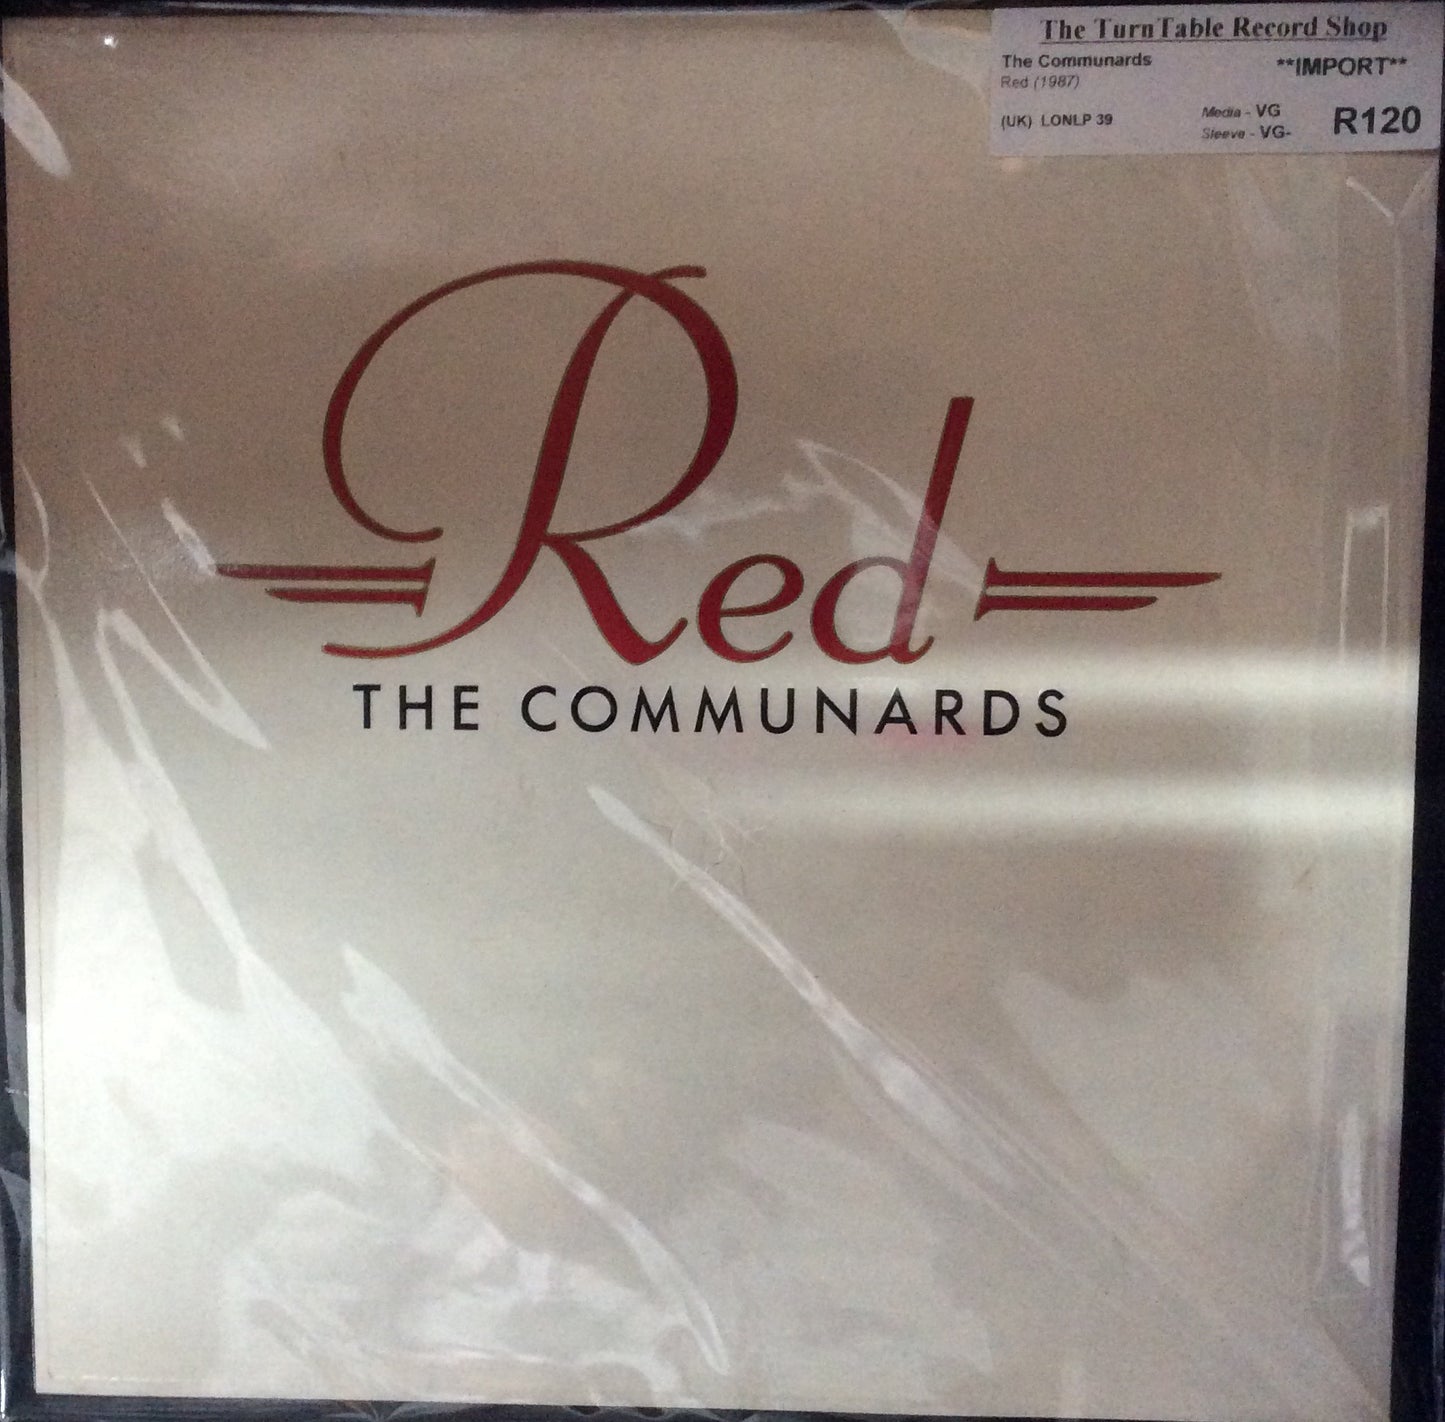 The TurnTable Record Shop
The Communards **IMPORT**
Red (1987)
(UK) LONLP 39 Media - VG R120
Sleeve - VG-
Red
THE COMMUNARDS